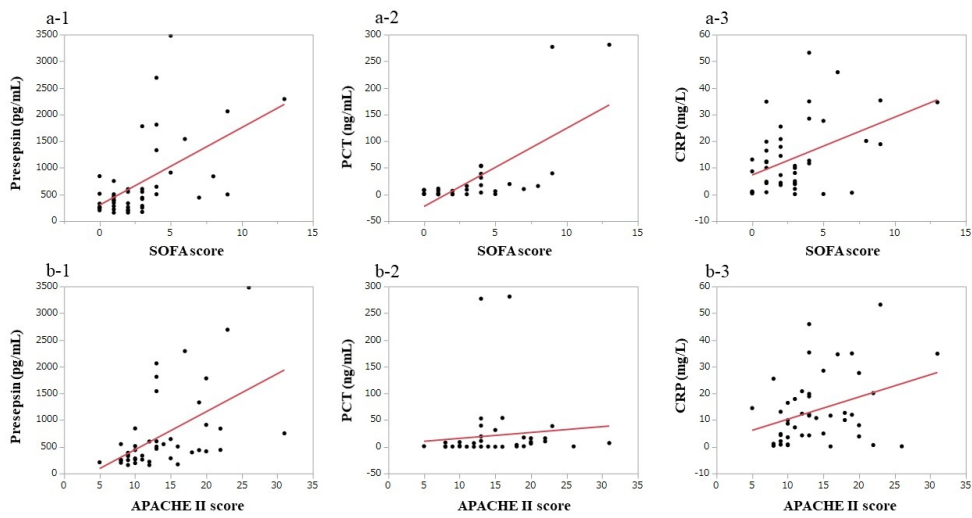 a-1
Presepsin (pg/mL)
3500
3000
2500
2000
1500
1000
500
0
0 5 10 15
SOFA score
a-2
PCT (ng/mL)
300
250
200
150
100
50
0
-50
0 5 10 15
SOFA score
a-3
CRP (mg/L)
60
50
40
30
20
10
0
-10
0 5 10 15
SOFA score
b-1
Presepsin (pg/mL)
3500
3000
2500
2000
1500
1000
500
0
0 5 10 15 20 25 30 35
APACHE II score
b-2
PCT (ng/mL)
300
250
200
150
100
50
0
-50
0 5 10 15 20 25 30 35
APACHE II score
b-3
CRP (mg/L)
60
50
40
30
20
10
0
-10
0 5 10 15 20 25 30 35
APACHE II score